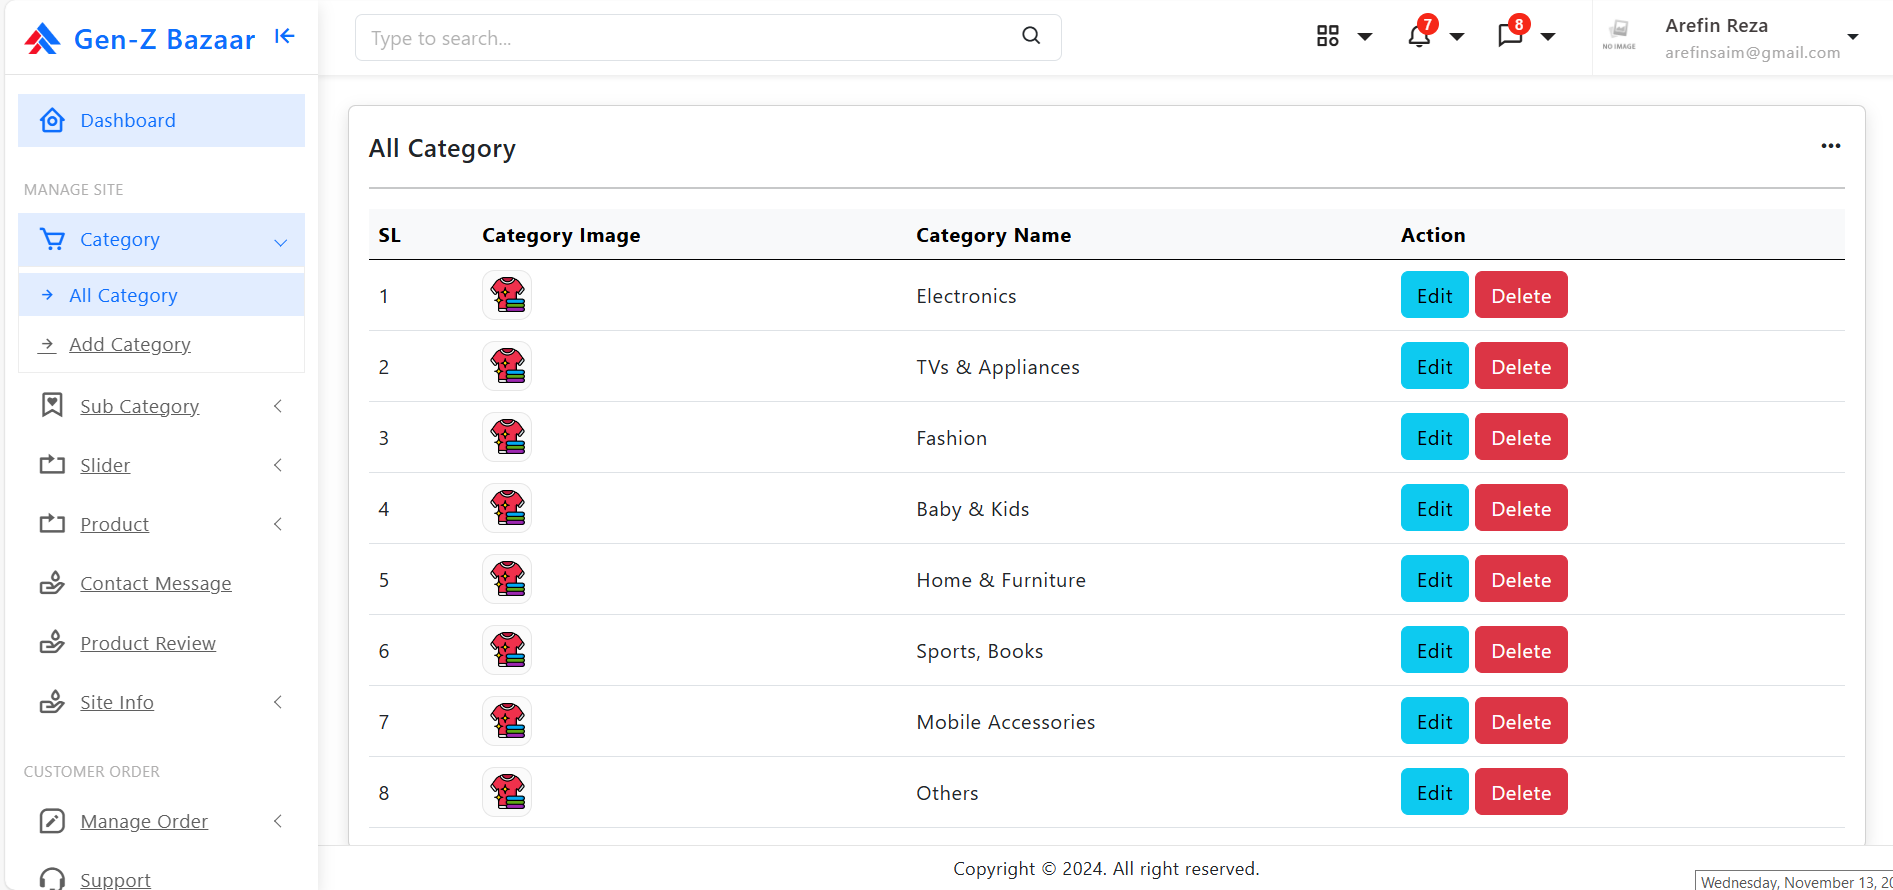 Gen-Z Bazaar
Type to search...
7
8
NO IMAGE
Arefin Reza
arefinsaim@gmail.com
Dashboard
MANAGE SITE
Category
All Category
Add Category
Sub Category
Slider
Product
Contact Message
Product Review
Site Info
CUSTOMER ORDER
Manage Order
Support
All Category
SL Category Image Category Name Action
1 Electronics Edit Delete
2 TVs & Appliances Edit Delete
3 Fashion Edit Delete
4 Baby & Kids Edit Delete
5 Home & Furniture Edit Delete
6 Sports, Books Edit Delete
7 Mobile Accessories Edit Delete
8 Others Edit Delete
Copyright © 2024. All right reserved.
Wednesday, November 13, 20